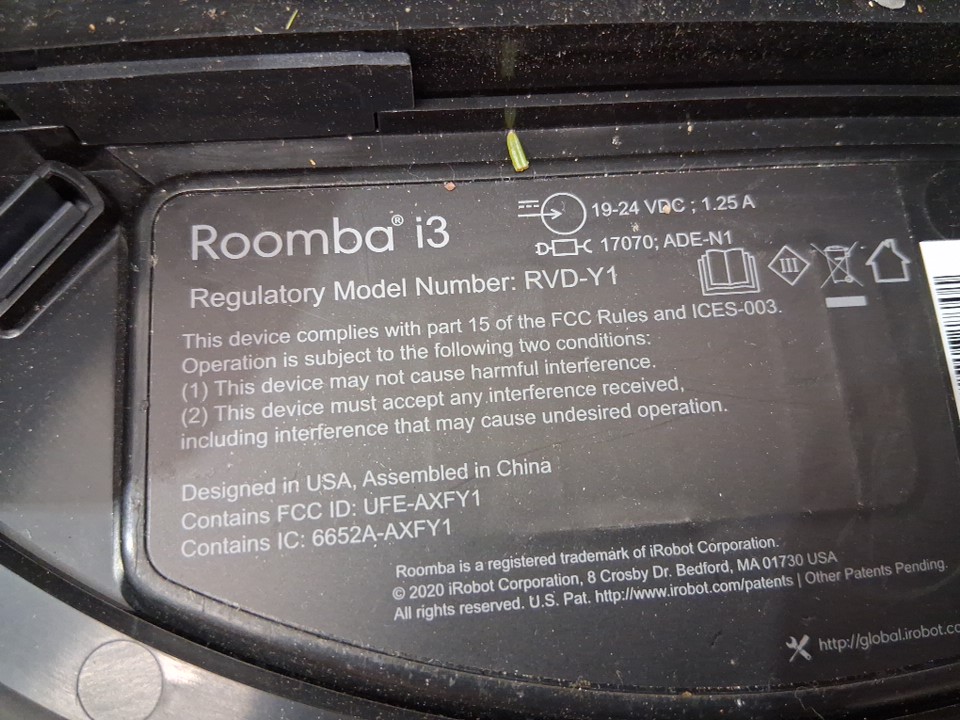 Roomba® i3
19-24 VDC ; 1.25 A
17070; ADE-N1
Regulatory Model Number: RVD-Y1
III
This device complies with part 15 of the FCC Rules and ICES-003.
Operation is subject to the following two conditions:
(1) This device may not cause harmful interference.
(2) This device must accept any interference received,
including interference that may cause undesired operation.
Designed in USA, Assembled in China
Contains FCC ID: UFE-AXFY1
Contains IC: 6652A-AXFY1
Roomba is a registered trademark of iRobot Corporation.
© 2020 iRobot Corporation, 8 Crosby Dr. Bedford, MA 01730 USA
All rights reserved. U.S. Pat. http://www.irobot.com/patents | Other Patents Pending.
http://global.irobot.co